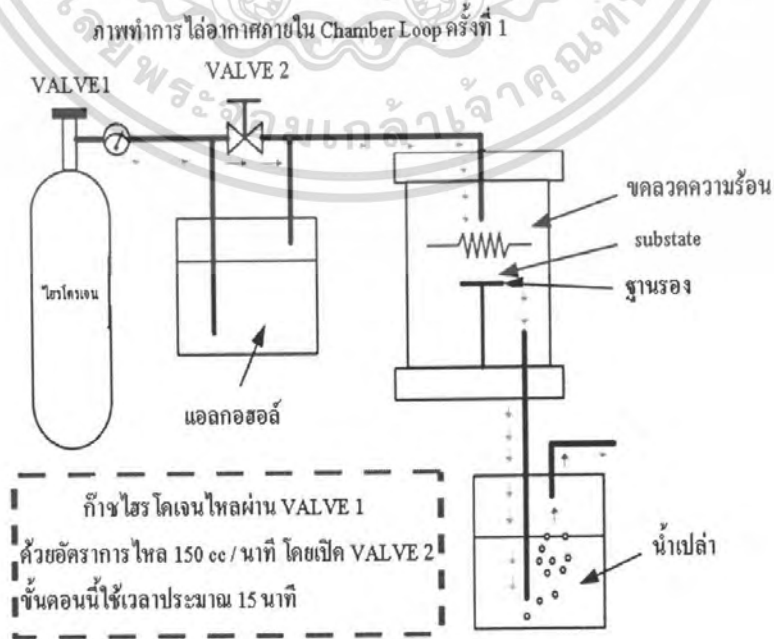 ภาพทำการไล่อากาศภายใน Chamber Loop ครั้งที่ 1
VALVE 2
VALVE1
ขดลวดความร้อน
substate
ฐานรอง
ไฮรโดรเจน
แอลกอฮอล์
ก๊าซไฮรโดเจนไหลผ่าน VALVE 1
ด้วยอัตราการไหล 150 cc / นาที โดยเปิด VALVE 2
ขั้นตอนนี้ใช้เวลาประมาณ 15 นาที
น้ำเปล่า